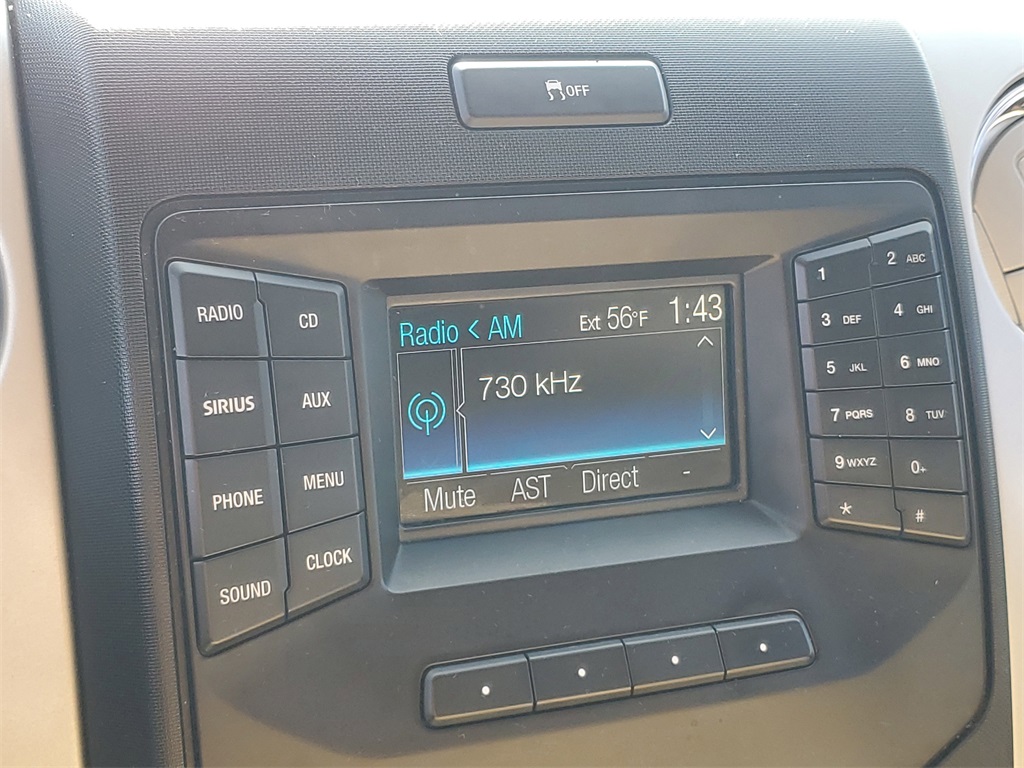 OFF
RADIO
CD
SIRIUS
AUX
PHONE
MENU
SOUND
CLOCK
Radio < AM
Ext 56°F 1:43
730 kHz
Mute AST Direct -
1
2 ABC
3 DEF
4 GHI
5 JKL
6 MNO
7 PQRS
8 TUV
9 WXYZ
0+
*
#